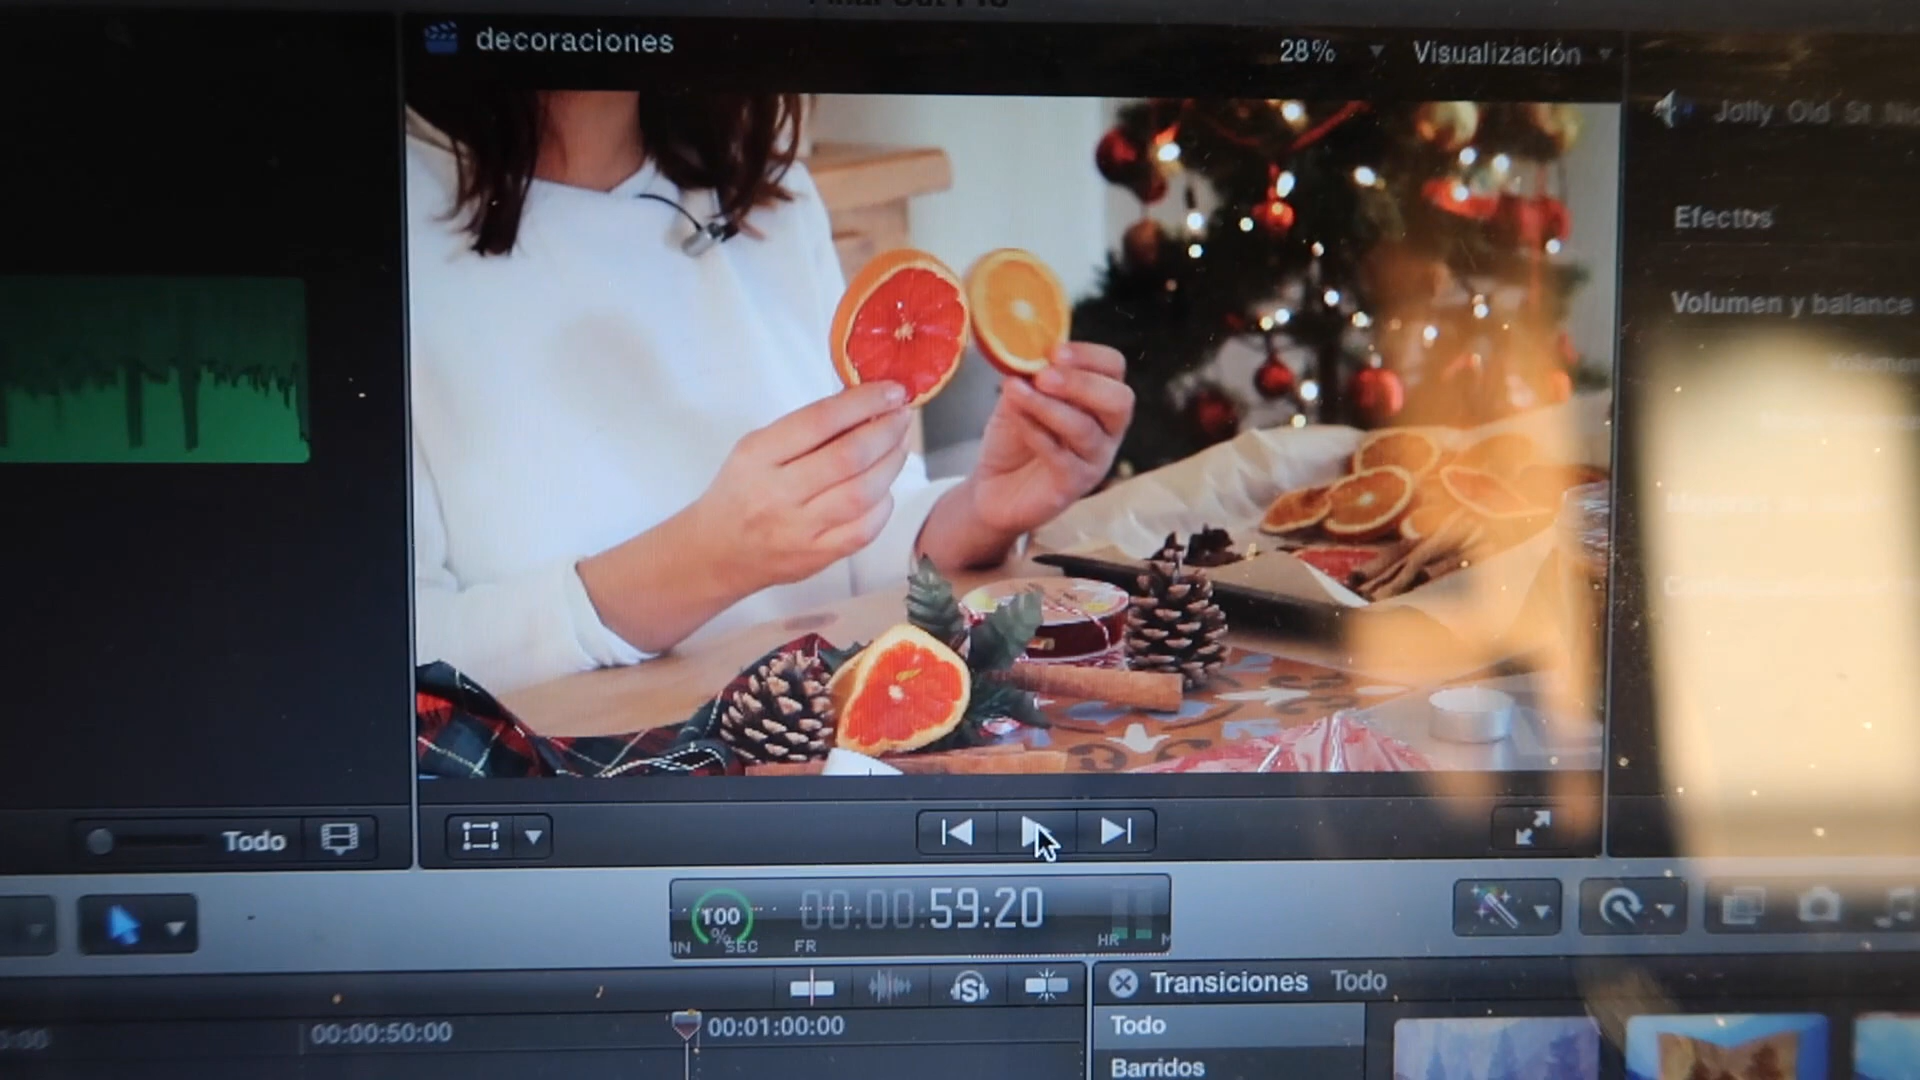 decoraciones
28%
Visualización
Jolly Old St
Efectos
Volumen y balance
Todo
100
%
00:00:59:20
MIN SEC FR
HR
Transiciones Todo
00:00:50:00
00:01:00:00
Todo
Barridos